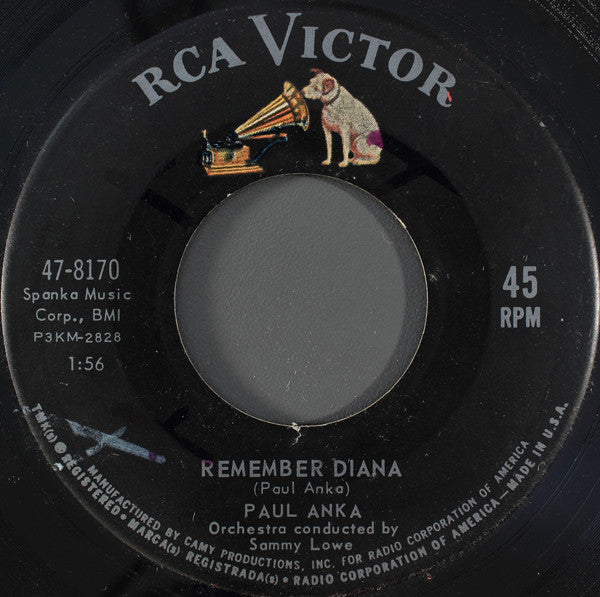 RCA VICTOR
47-8170
Spanka Music
Corp., BMI
P3KM-2828
1:56
45
RPM
REMEMBER DIANA
(Paul Anka)
PAUL ANKA
Orchestra conducted by
Sammy Lowe
MANUFACTURED BY CAMY PRODUCTIONS, INC. FOR RADIO CORPORATION OF AMERICA
TMK(s) ® REGISTERED • MARCA(s) REGISTRADA(s) • RADIO CORPORATION OF AMERICA—MADE IN U.S.A.